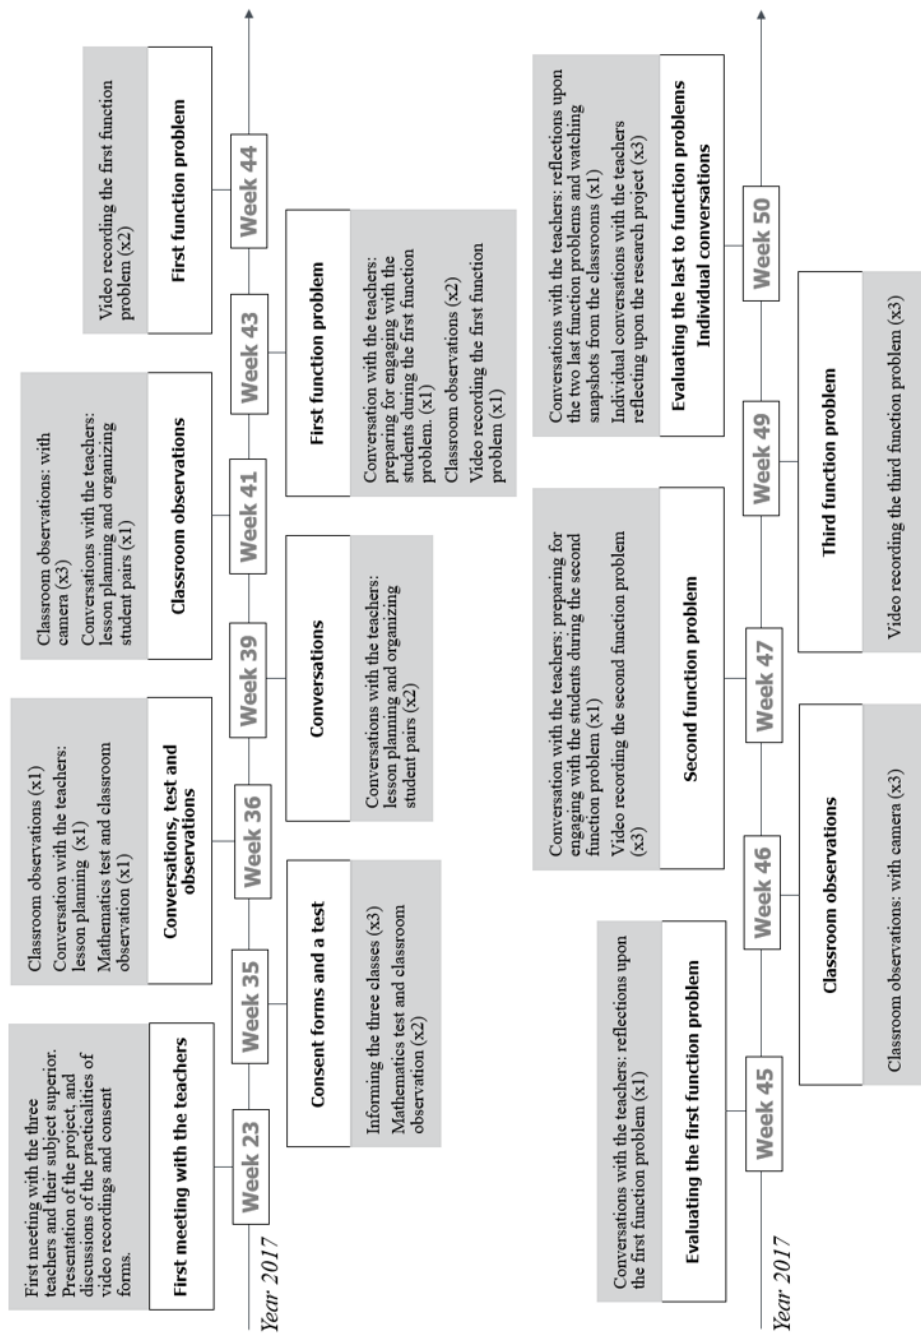 First meeting with the three
teachers and their subject superior.
Presentation of the project, and
discussions of the practicalities of
video recordings and consent
forms.
First meeting with the teachers
Week 23
Year 2017
Week 35
Consent forms and a test
Informing the three classes (x3)
Mathematics test and classroom
observation (x2)
Classroom observations (x1)
Conversation with the teachers:
lesson planning (x1)
Mathematics test and classroom
observation (x1)
Conversations, test and
observations
Week 36
Week 39
Conversations
Conversations with the teachers:
lesson planning and organizing
student pairs (x2)
Classroom observations: with
camera (x3)
Conversations with the teachers:
lesson planning and organizing
student pairs (x1)
Classroom observations
Week 41
Week 43
First function problem
Conversation with the teachers:
preparing for engaging with the
students during the first function
problem. (x1)
Classroom observations (x2)
Video recording the first function
problem (x1)
Video recording the first function
problem (x2)
First function problem
Week 44
Conversations with the teachers: reflections upon
the first function problem (x1)
Evaluating the first function problem
Week 45
Year 2017
Week 46
Classroom observations
Classroom observations: with camera (x3)
Conversation with the teachers: preparing for
engaging with the students during the second
function problem (x1)
Video recording the second function problem
(x3)
Second function problem
Week 47
Week 49
Third function problem
Video recording the third function problem (x3)
Conversations with the teachers: reflections upon
the two last function problems and watching
snapshots from the classrooms (x1)
Individual conversations with the teachers
reflecting upon the research project (x3)
Evaluating the last to function problems
Individual conversations
Week 50